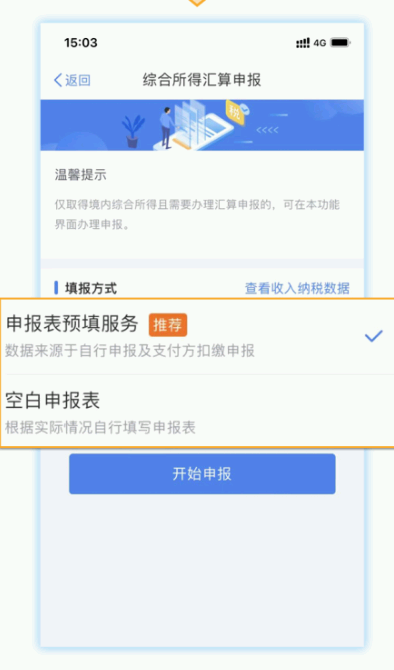 15:03
4G
返回
综合所得汇算申报
税
温馨提示
仅取得境内综合所得且需要办理汇算申报的，可在本功能
界面办理申报。
填报方式
查看收入纳税数据
申报表预填服务 推荐
数据来源于自行申报及支付方扣缴申报
空白申报表
根据实际情况自行填写申报表
开始申报